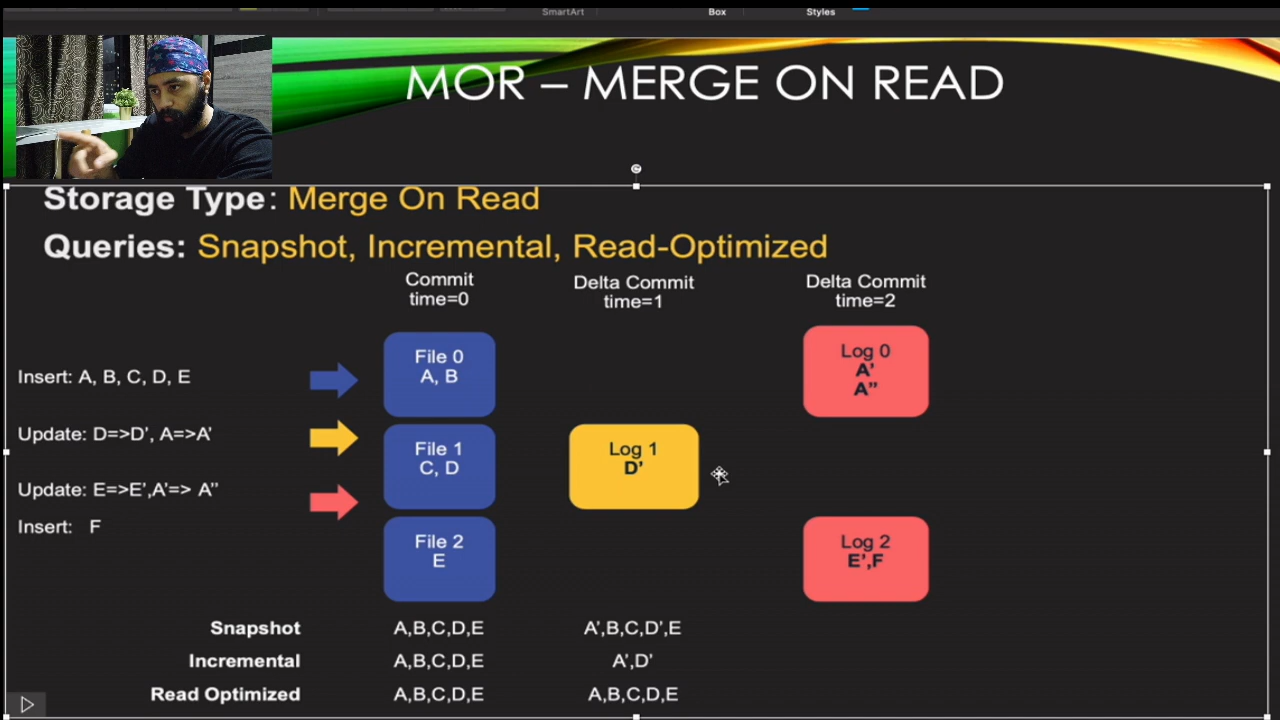 SmartArt Box Styles
MOR – MERGE ON READ
Storage Type: Merge On Read
Queries: Snapshot, Incremental, Read-Optimized
Commit time=0
Delta Commit time=1
Delta Commit time=2
Insert: A, B, C, D, E
Update: D=>D', A=>A'
Update: E=>E',A'=> A''
Insert: F
File 0
A, B
File 1
C, D
File 2
E
Log 1
D'
Log 0
A'
A''
Log 2
E',F
Snapshot A,B,C,D,E A',B,C,D',E
Incremental A,B,C,D,E A',D'
Read Optimized A,B,C,D,E A,B,C,D,E